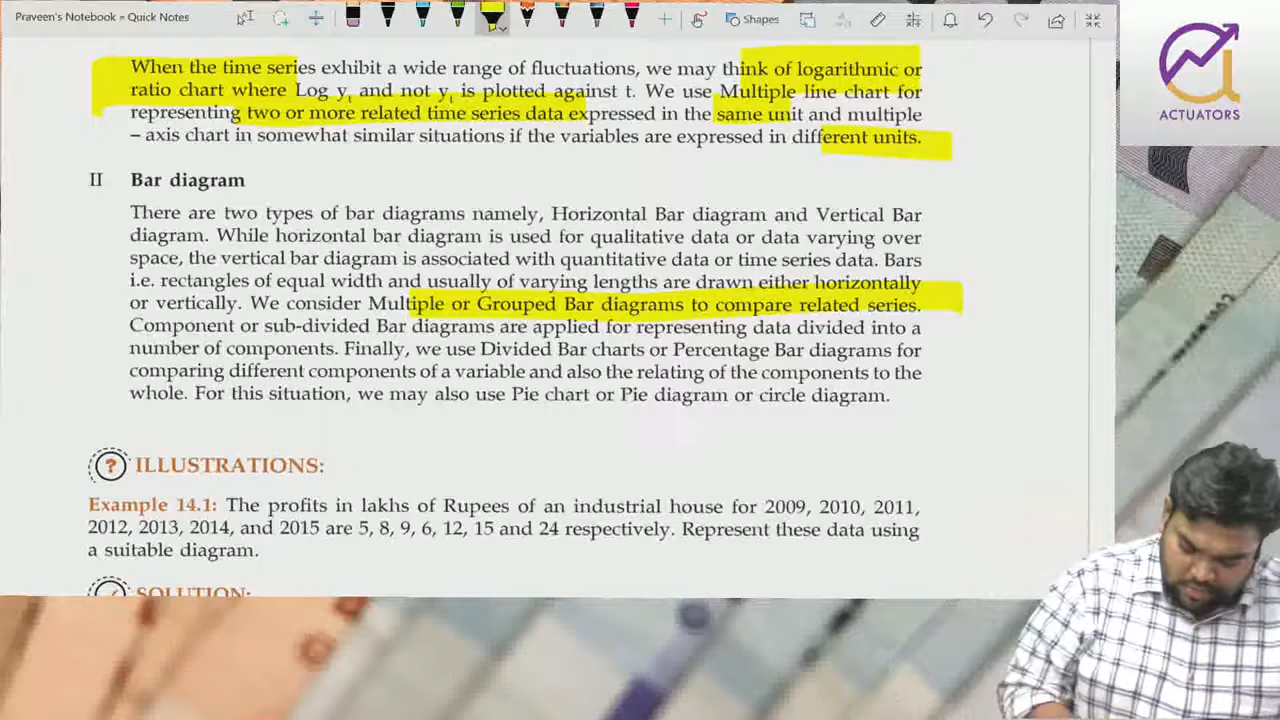 Praveen's Notebook » Quick Notes
Shapes
When the time series exhibit a wide range of fluctuations, we may think of logarithmic or
ratio chart where Log yt and not yt is plotted against t. We use Multiple line chart for
representing two or more related time series data expressed in the same unit and multiple
– axis chart in somewhat similar situations if the variables are expressed in different units.
II Bar diagram
There are two types of bar diagrams namely, Horizontal Bar diagram and Vertical Bar
diagram. While horizontal bar diagram is used for qualitative data or data varying over
space, the vertical bar diagram is associated with quantitative data or time series data. Bars
i.e. rectangles of equal width and usually of varying lengths are drawn either horizontally
or vertically. We consider Multiple or Grouped Bar diagrams to compare related series.
Component or sub-divided Bar diagrams are applied for representing data divided into a
number of components. Finally, we use Divided Bar charts or Percentage Bar diagrams for
comparing different components of a variable and also the relating of the components to the
whole. For this situation, we may also use Pie chart or Pie diagram or circle diagram.
? ILLUSTRATIONS:
Example 14.1: The profits in lakhs of Rupees of an industrial house for 2009, 2010, 2011,
2012, 2013, 2014, and 2015 are 5, 8, 9, 6, 12, 15 and 24 respectively. Represent these data using
a suitable diagram.
SOLUTION:
ACTUATORS